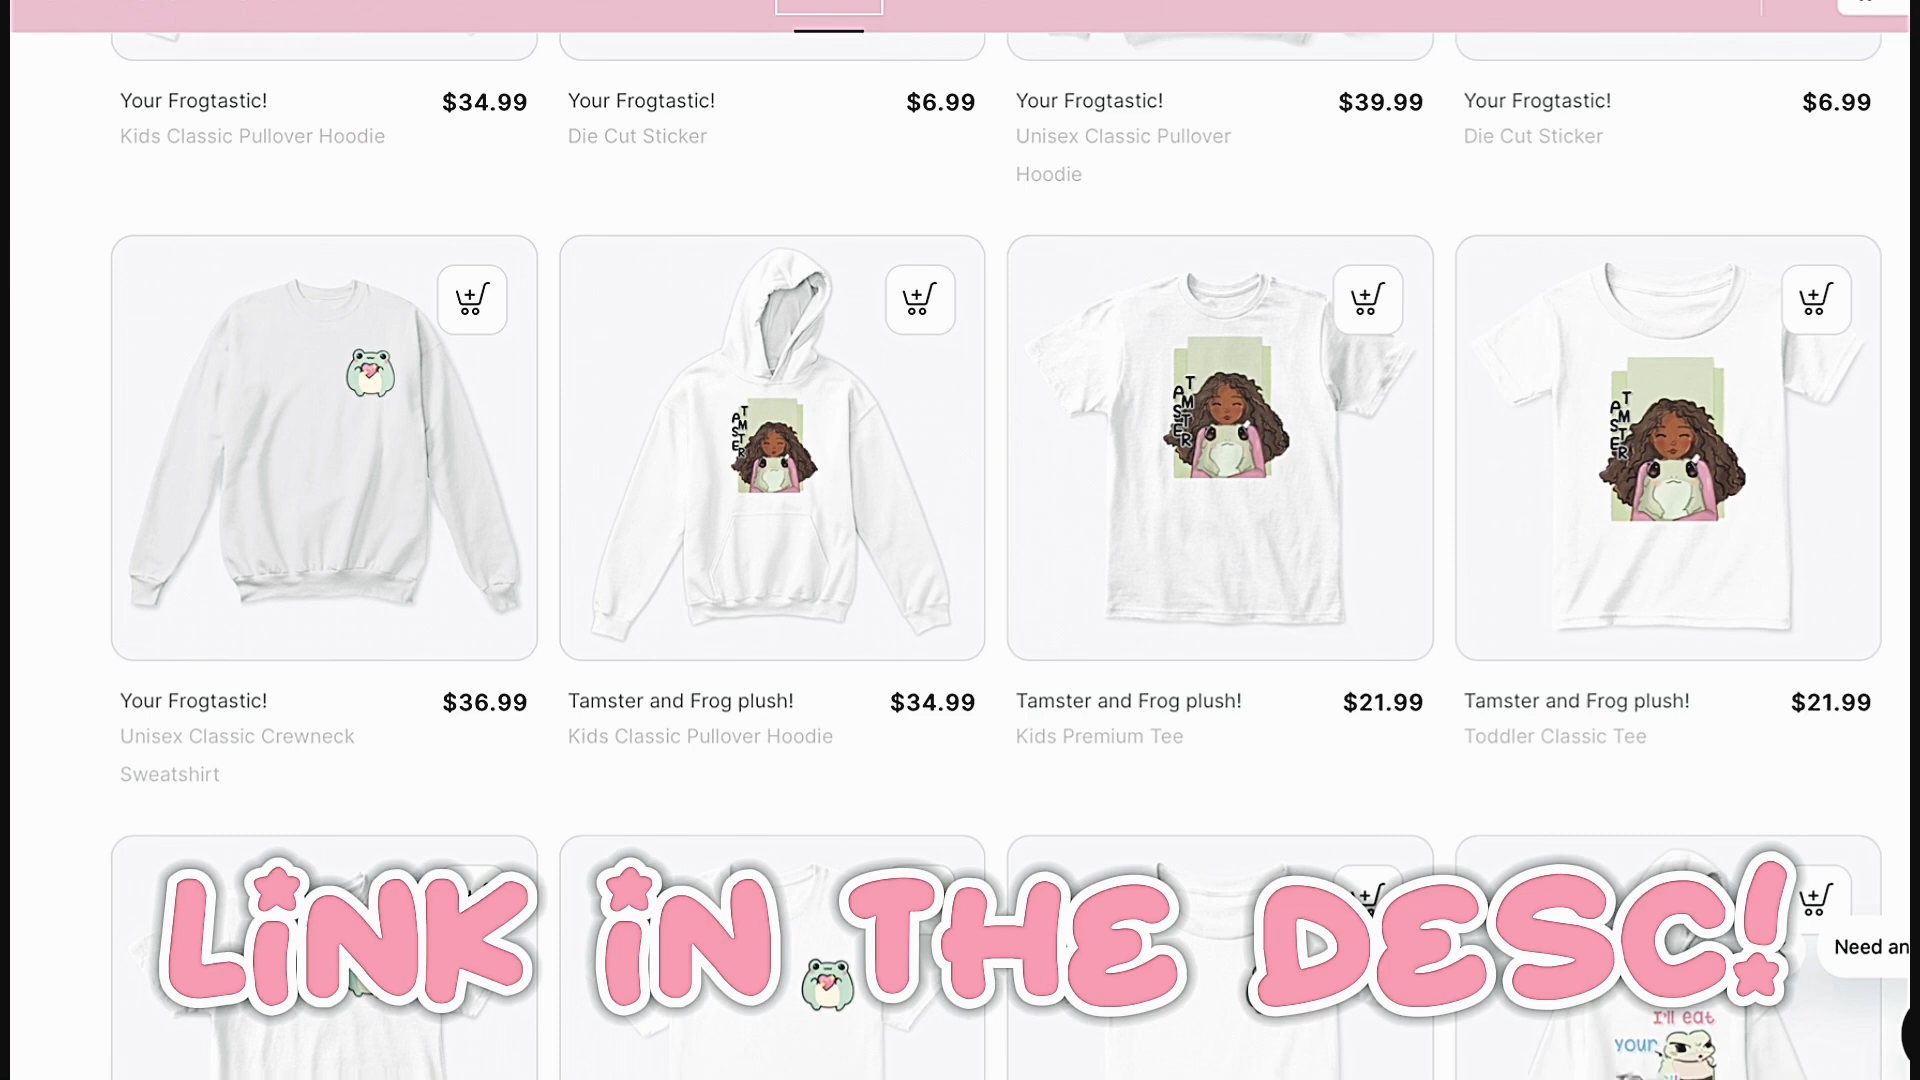 Your Frogtastic! $34.99
Kids Classic Pullover Hoodie
Your Frogtastic! $6.99
Die Cut Sticker
Your Frogtastic! $39.99
Unisex Classic Pullover
Hoodie
Your Frogtastic! $6.99
Die Cut Sticker
TAMSTER
TAMSTER
TAMSTER
Your Frogtastic! $36.99
Unisex Classic Crewneck
Sweatshirt
Tamster and Frog plush! $34.99
Kids Classic Pullover Hoodie
Tamster and Frog plush! $21.99
Kids Premium Tee
Tamster and Frog plush! $21.99
Toddler Classic Tee
LiNK iN THE DESC!
Need an
I'll eat
your